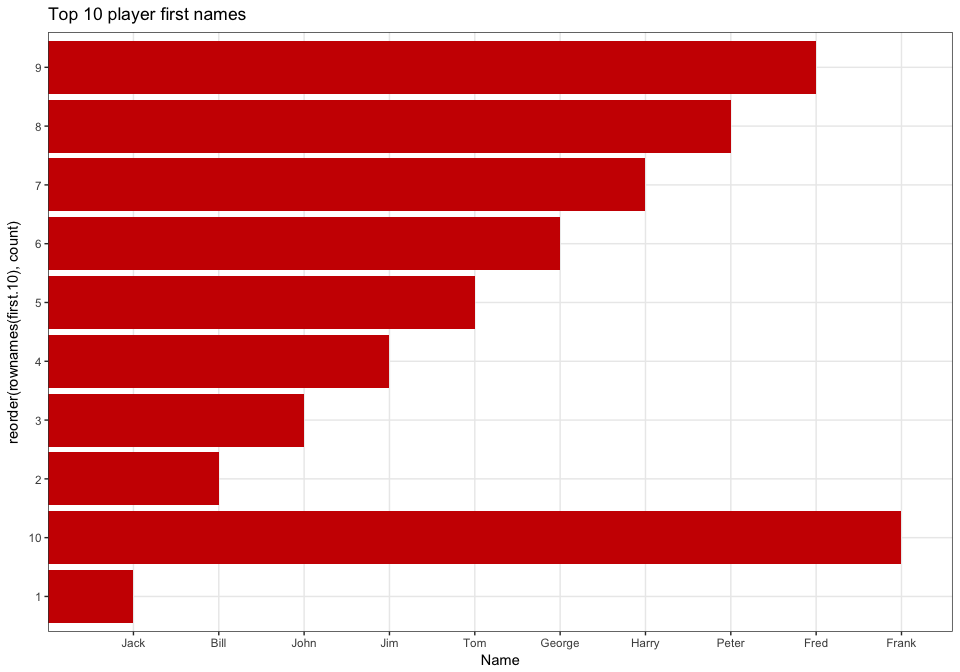 Top 10 player first names
reorder(rownames(first.10), count)
9
8
7
6
5
4
3
2
10
1
Jack Bill John Jim Tom George Harry Peter Fred Frank
Name